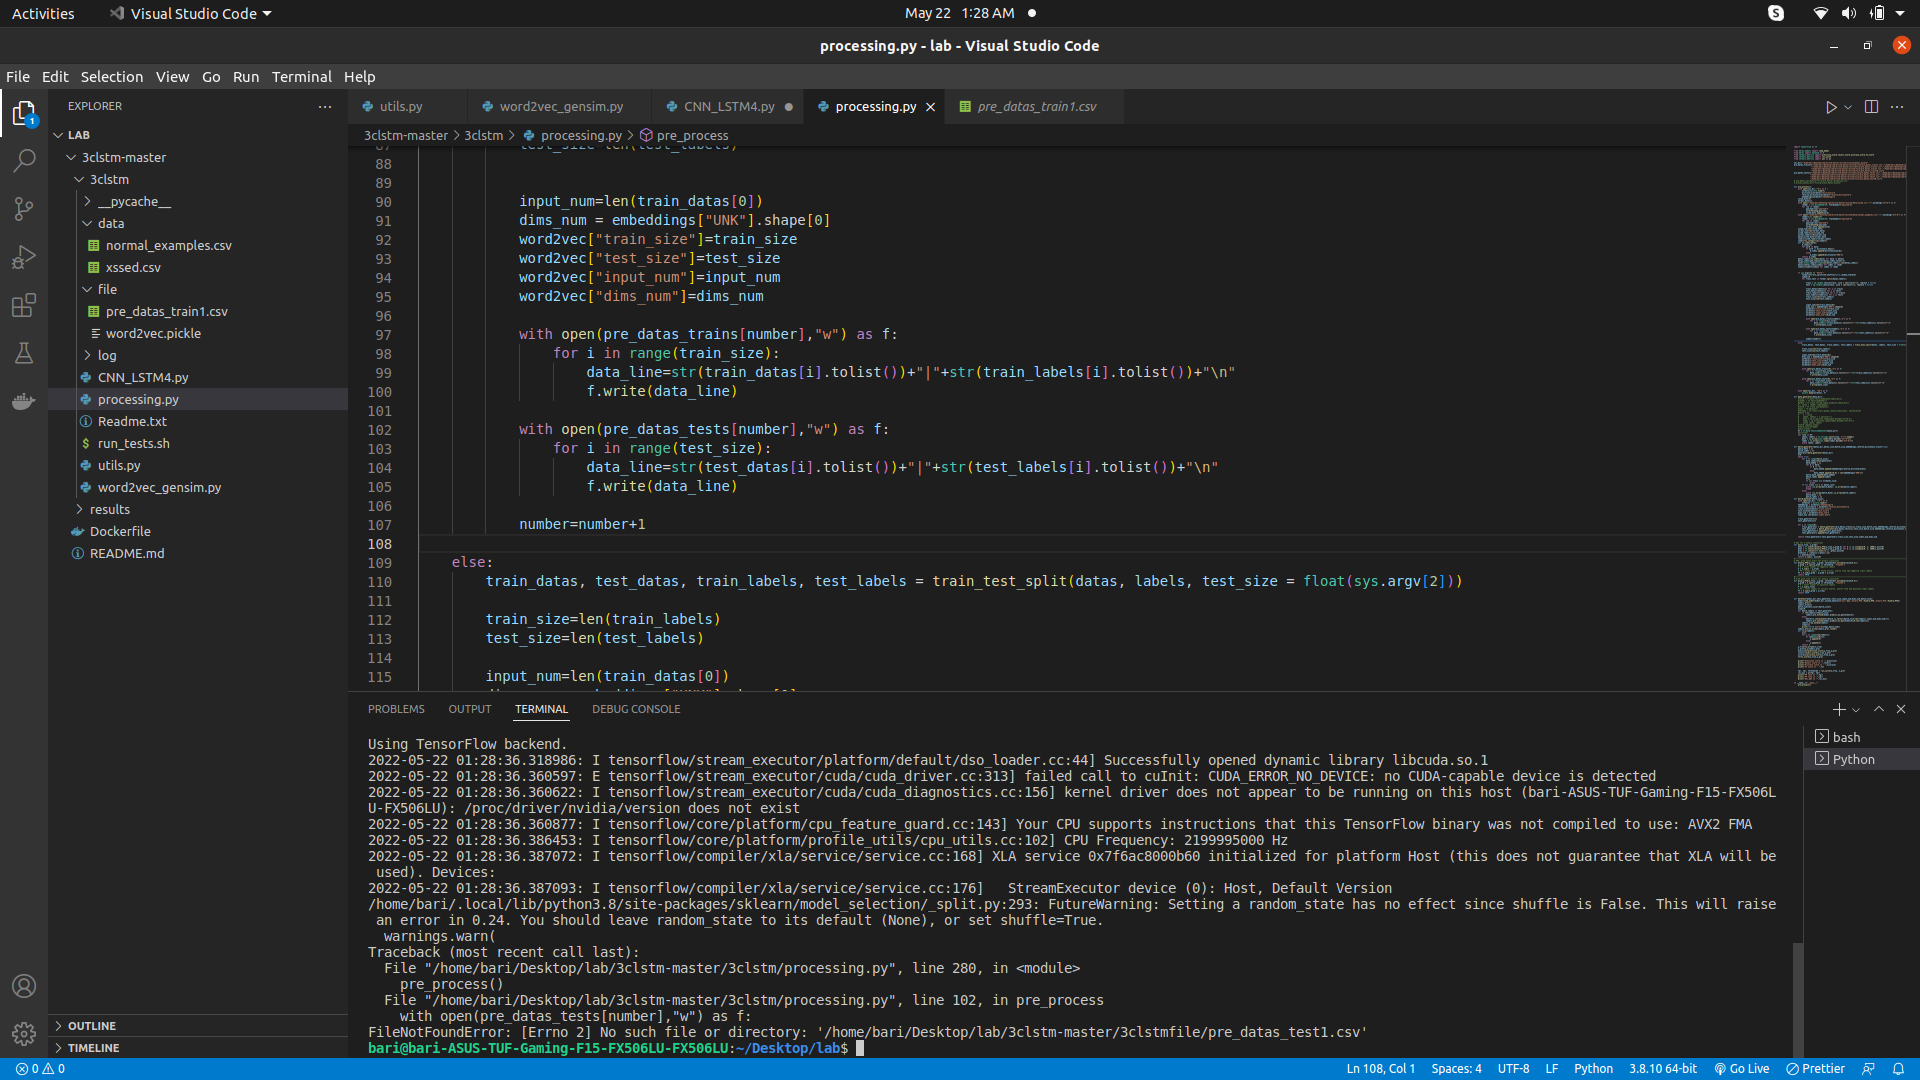 Activities
Visual Studio Code
May 22 1:28 AM
processing.py - lab - Visual Studio Code
File Edit Selection View Go Run Terminal Help
EXPLORER
LAB
3clstm-master
3clstm
__pycache__
data
normal_examples.csv
xssed.csv
file
pre_datas_train1.csv
word2vec.pickle
log
CNN_LSTM4.py
processing.py
Readme.txt
run_tests.sh
utils.py
word2vec_gensim.py
results
Dockerfile
README.md
OUTLINE
TIMELINE
utils.py
word2vec_gensim.py
CNN_LSTM4.py
processing.py
pre_datas_train1.csv
3clstm-master > 3clstm > processing.py > pre_process
87 test_size=len(test_labels)
88
89
90 input_num=len(train_datas[0])
91 dims_num = embeddings["UNK"].shape[0]
92 word2vec["train_size"]=train_size
93 word2vec["test_size"]=test_size
94 word2vec["input_num"]=input_num
95 word2vec["dims_num"]=dims_num
96
97 with open(pre_datas_trains[number],"w") as f:
98 for i in range(train_size):
99 data_line=str(train_datas[i].tolist())+"|"+str(train_labels[i].tolist())+"\n"
100 f.write(data_line)
101
102 with open(pre_datas_tests[number],"w") as f:
103 for i in range(test_size):
104 data_line=str(test_datas[i].tolist())+"|"+str(test_labels[i].tolist())+"\n"
105 f.write(data_line)
106
107 number=number+1
108
109 else:
110 train_datas, test_datas, train_labels, test_labels = train_test_split(datas, labels, test_size = float(sys.argv[2]))
111
112 train_size=len(train_labels)
113 test_size=len(test_labels)
114
115 input_num=len(train_datas[0])
PROBLEMS OUTPUT TERMINAL DEBUG CONSOLE
bash
Python
Using TensorFlow backend.
2022-05-22 01:28:36.318986: I tensorflow/stream_executor/platform/default/dso_loader.cc:44] Successfully opened dynamic library libcuda.so.1
2022-05-22 01:28:36.360597: E tensorflow/stream_executor/cuda/cuda_driver.cc:313] failed call to cuInit: CUDA_ERROR_NO_DEVICE: no CUDA-capable device is detected
2022-05-22 01:28:36.360622: I tensorflow/stream_executor/cuda/cuda_diagnostics.cc:156] kernel driver does not appear to be running on this host (bari-ASUS-TUF-Gaming-F15-FX506L
U-FX506LU): /proc/driver/nvidia/version does not exist
2022-05-22 01:28:36.360877: I tensorflow/core/platform/cpu_feature_guard.cc:143] Your CPU supports instructions that this TensorFlow binary was not compiled to use: AVX2 FMA
2022-05-22 01:28:36.386453: I tensorflow/core/platform/profile_utils/cpu_utils.cc:102] CPU Frequency: 2199995000 Hz
2022-05-22 01:28:36.387072: I tensorflow/compiler/xla/service/service.cc:168] XLA service 0x7f6ac8000b60 initialized for platform Host (this does not guarantee that XLA will be
used). Devices:
2022-05-22 01:28:36.387093: I tensorflow/compiler/xla/service/service.cc:176] StreamExecutor device (0): Host, Default Version
/home/bari/.local/lib/python3.8/site-packages/sklearn/model_selection/_split.py:293: FutureWarning: Setting a random_state has no effect since shuffle is False. This will raise
an error in 0.24. You should leave random_state to its default (None), or set shuffle=True.
warnings.warn(
Traceback (most recent call last):
File "/home/bari/Desktop/lab/3clstm-master/3clstm/processing.py", line 280, in <module>
pre_process()
File "/home/bari/Desktop/lab/3clstm-master/3clstm/processing.py", line 102, in pre_process
with open(pre_datas_tests[number],"w") as f:
FileNotFoundError: [Errno 2] No such file or directory: '/home/bari/Desktop/lab/3clstm-master/3clstmfile/pre_datas_test1.csv'
bari@bari-ASUS-TUF-Gaming-F15-FX506LU-FX506LU:~/Desktop/lab$
0 0 Ln 108, Col 1 Spaces: 4 UTF-8 LF Python 3.8.10 64-bit Go Live Prettier